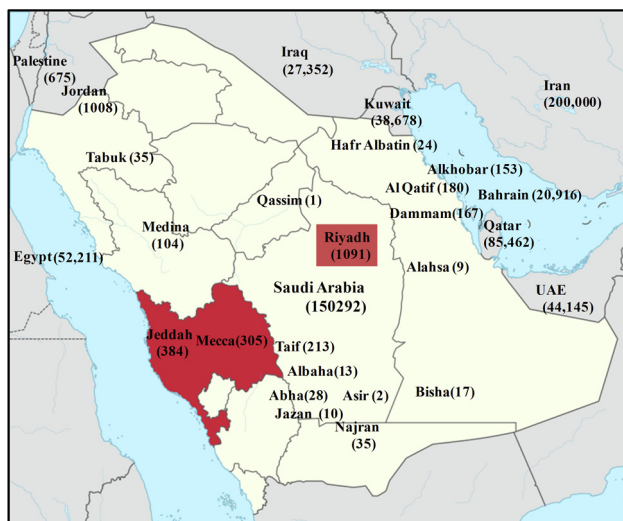 Palestine
(675)
Jordan
(1008)
Iraq
(27,352)
Iran
(200,000)
Kuwait
(38,678)
Hafr Albatin (24)
Tabuk (35)
Alkhobar (153)
Al Qatif (180)
Bahrain (20,916)
Qassim (1)
Dammam (167)
Medina
(104)
Qatar
(85,462)
Riyadh
(1091)
Egypt (52,211)
Alahsa (9)
Saudi Arabia
(150292)
UAE
(44,145)
Jeddah
(384)
Mecca (305)
Taif (213)
Albaha (13)
Abha (28)
Asir (2)
Bisha (17)
Jazan (10)
Najran
(35)